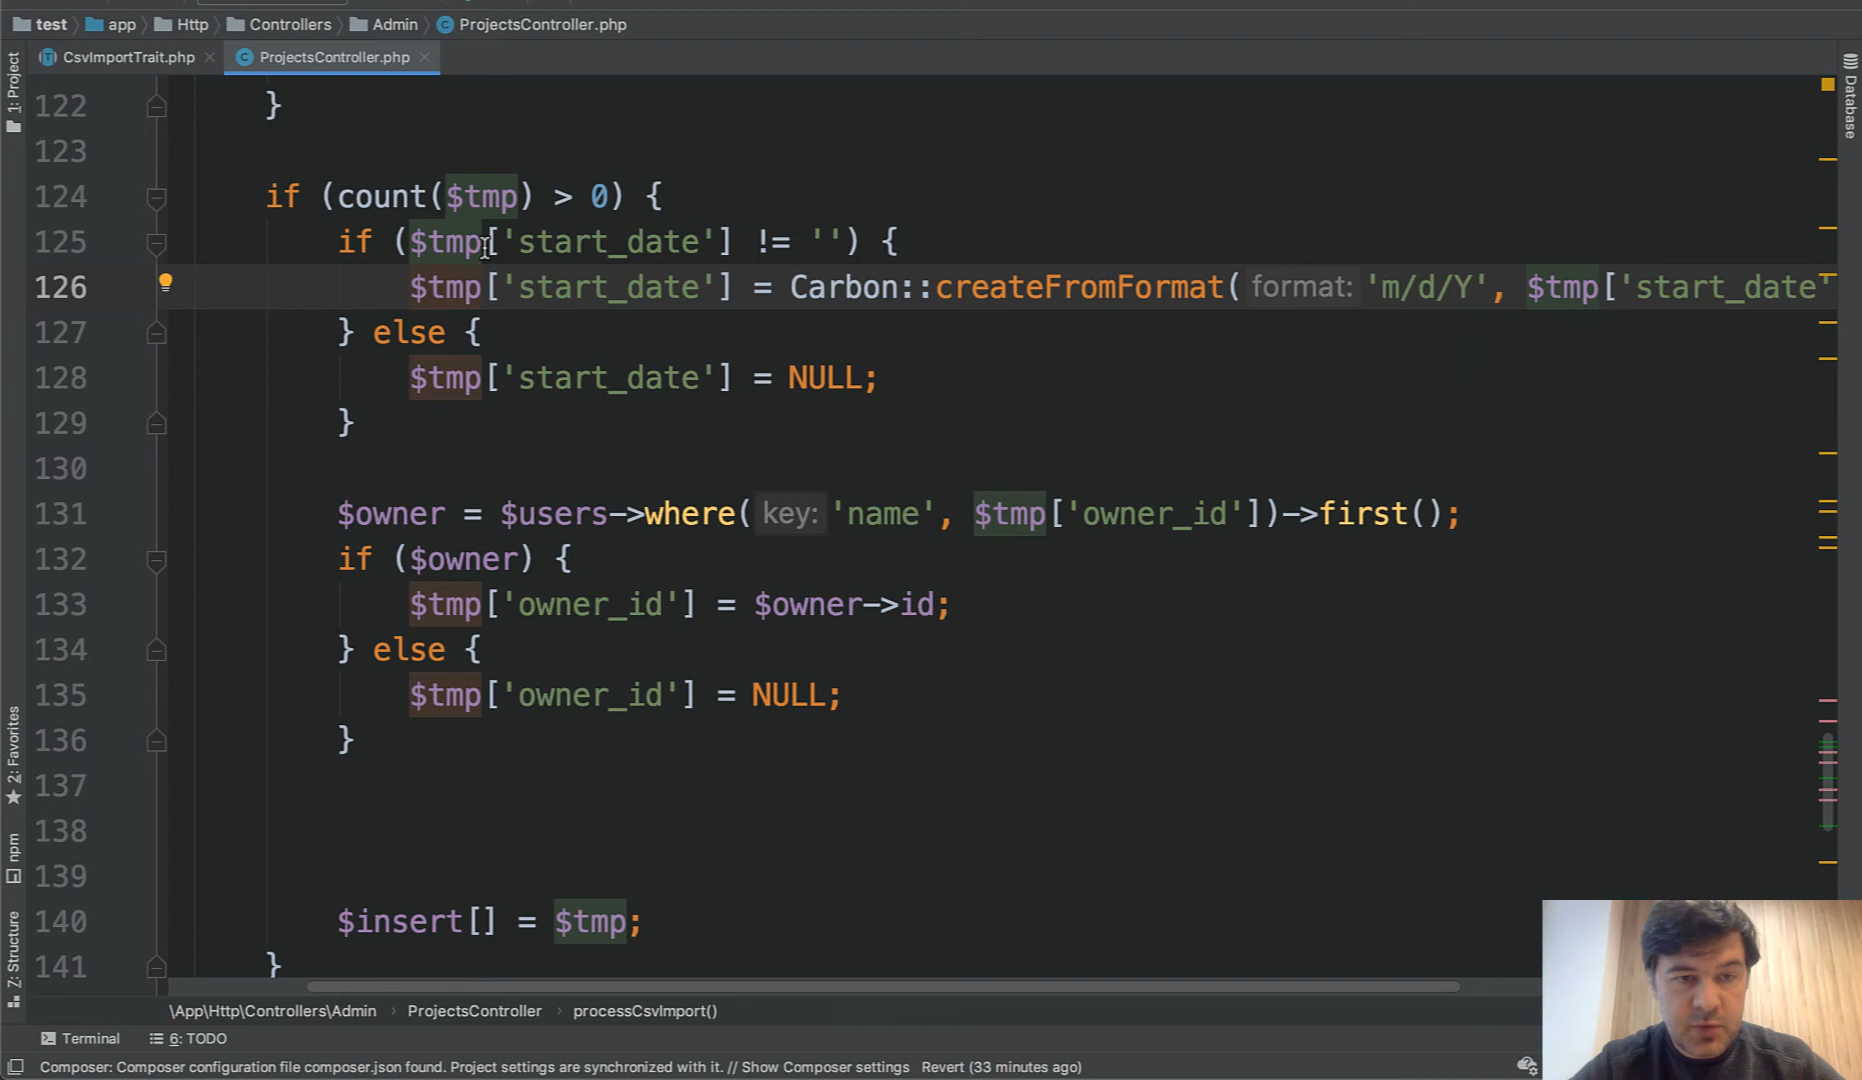 test app Http Controllers Admin ProjectsController.php
CsvImportTrait.php ProjectsController.php
1: Project
Database
122 }
123
124 if (count($tmp) > 0) {
125 if ($tmp['start_date'] != '') {
126 $tmp['start_date'] = Carbon::createFromFormat( format: 'm/d/Y', $tmp['start_date'
127 } else {
128 $tmp['start_date'] = NULL;
129 }
130
131 $owner = $users->where( key: 'name', $tmp['owner_id'])->first();
132 if ($owner) {
133 $tmp['owner_id'] = $owner->id;
134 } else {
135 $tmp['owner_id'] = NULL;
136 }
137
138
139
140 $insert[] = $tmp;
141 }
2: Favorites
npm
Z: Structure
\App\Http\Controllers\Admin › ProjectsController › processCsvImport()
Terminal 6: TODO
Composer: Composer configuration file composer.json found. Project settings are synchronized with it. // Show Composer settings Revert (33 minutes ago)